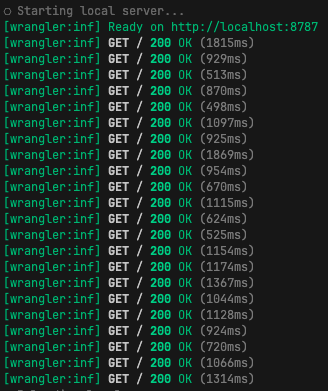 Starting local server...
[wrangler:inf] Ready on http://localhost:8787
[wrangler:inf] GET / 200 OK (1815ms)
[wrangler:inf] GET / 200 OK (929ms)
[wrangler:inf] GET / 200 OK (513ms)
[wrangler:inf] GET / 200 OK (870ms)
[wrangler:inf] GET / 200 OK (498ms)
[wrangler:inf] GET / 200 OK (1097ms)
[wrangler:inf] GET / 200 OK (925ms)
[wrangler:inf] GET / 200 OK (1869ms)
[wrangler:inf] GET / 200 OK (954ms)
[wrangler:inf] GET / 200 OK (670ms)
[wrangler:inf] GET / 200 OK (1115ms)
[wrangler:inf] GET / 200 OK (624ms)
[wrangler:inf] GET / 200 OK (525ms)
[wrangler:inf] GET / 200 OK (1154ms)
[wrangler:inf] GET / 200 OK (1174ms)
[wrangler:inf] GET / 200 OK (1367ms)
[wrangler:inf] GET / 200 OK (1044ms)
[wrangler:inf] GET / 200 OK (1128ms)
[wrangler:inf] GET / 200 OK (924ms)
[wrangler:inf] GET / 200 OK (720ms)
[wrangler:inf] GET / 200 OK (1066ms)
[wrangler:inf] GET / 200 OK (1314ms)